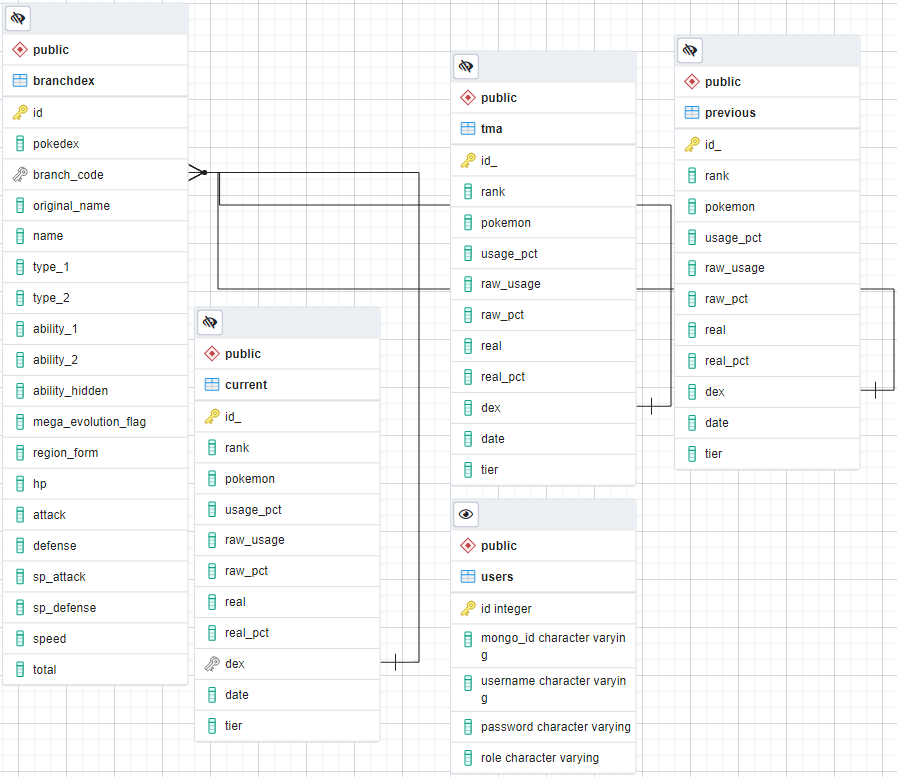 public
branchdex
id
pokedex
branch_code
original_name
name
type_1
type_2
ability_1
ability_2
ability_hidden
mega_evolution_flag
region_form
hp
attack
defense
sp_attack
sp_defense
speed
total
public
current
id_
rank
pokemon
usage_pct
raw_usage
raw_pct
real
real_pct
dex
date
tier
public
tma
id_
rank
pokemon
usage_pct
raw_usage
raw_pct
real
real_pct
dex
date
tier
public
users
id integer
mongo_id character varyin
g
username character varyin
g
password character varying
role character varying
public
previous
id_
rank
pokemon
usage_pct
raw_usage
raw_pct
real
real_pct
dex
date
tier